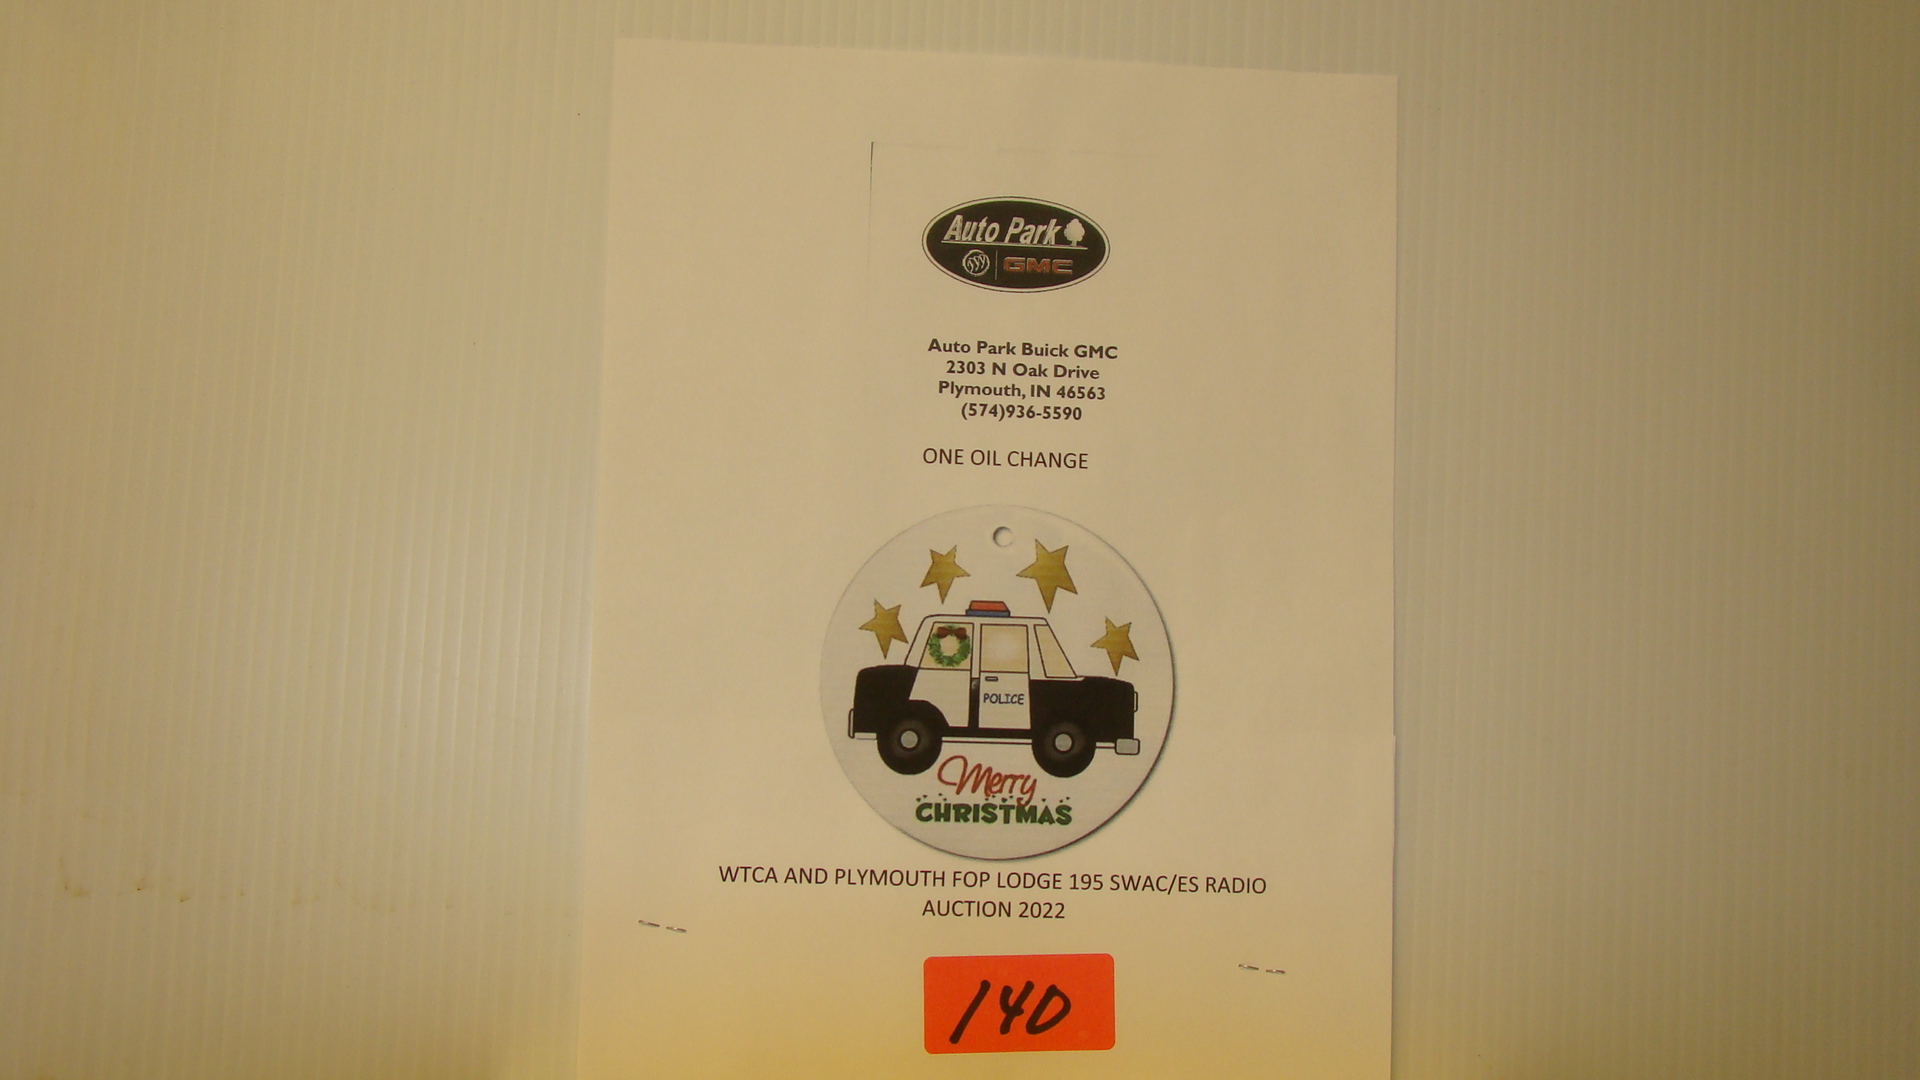 Auto Park
GMC
Auto Park Buick GMC
2303 N Oak Drive
Plymouth, IN 46563
(574)936-5590
ONE OIL CHANGE
POLICE
Merry
CHRISTMAS
WTCA AND PLYMOUTH FOP LODGE 195 SWAC/ES RADIO
AUCTION 2022
140